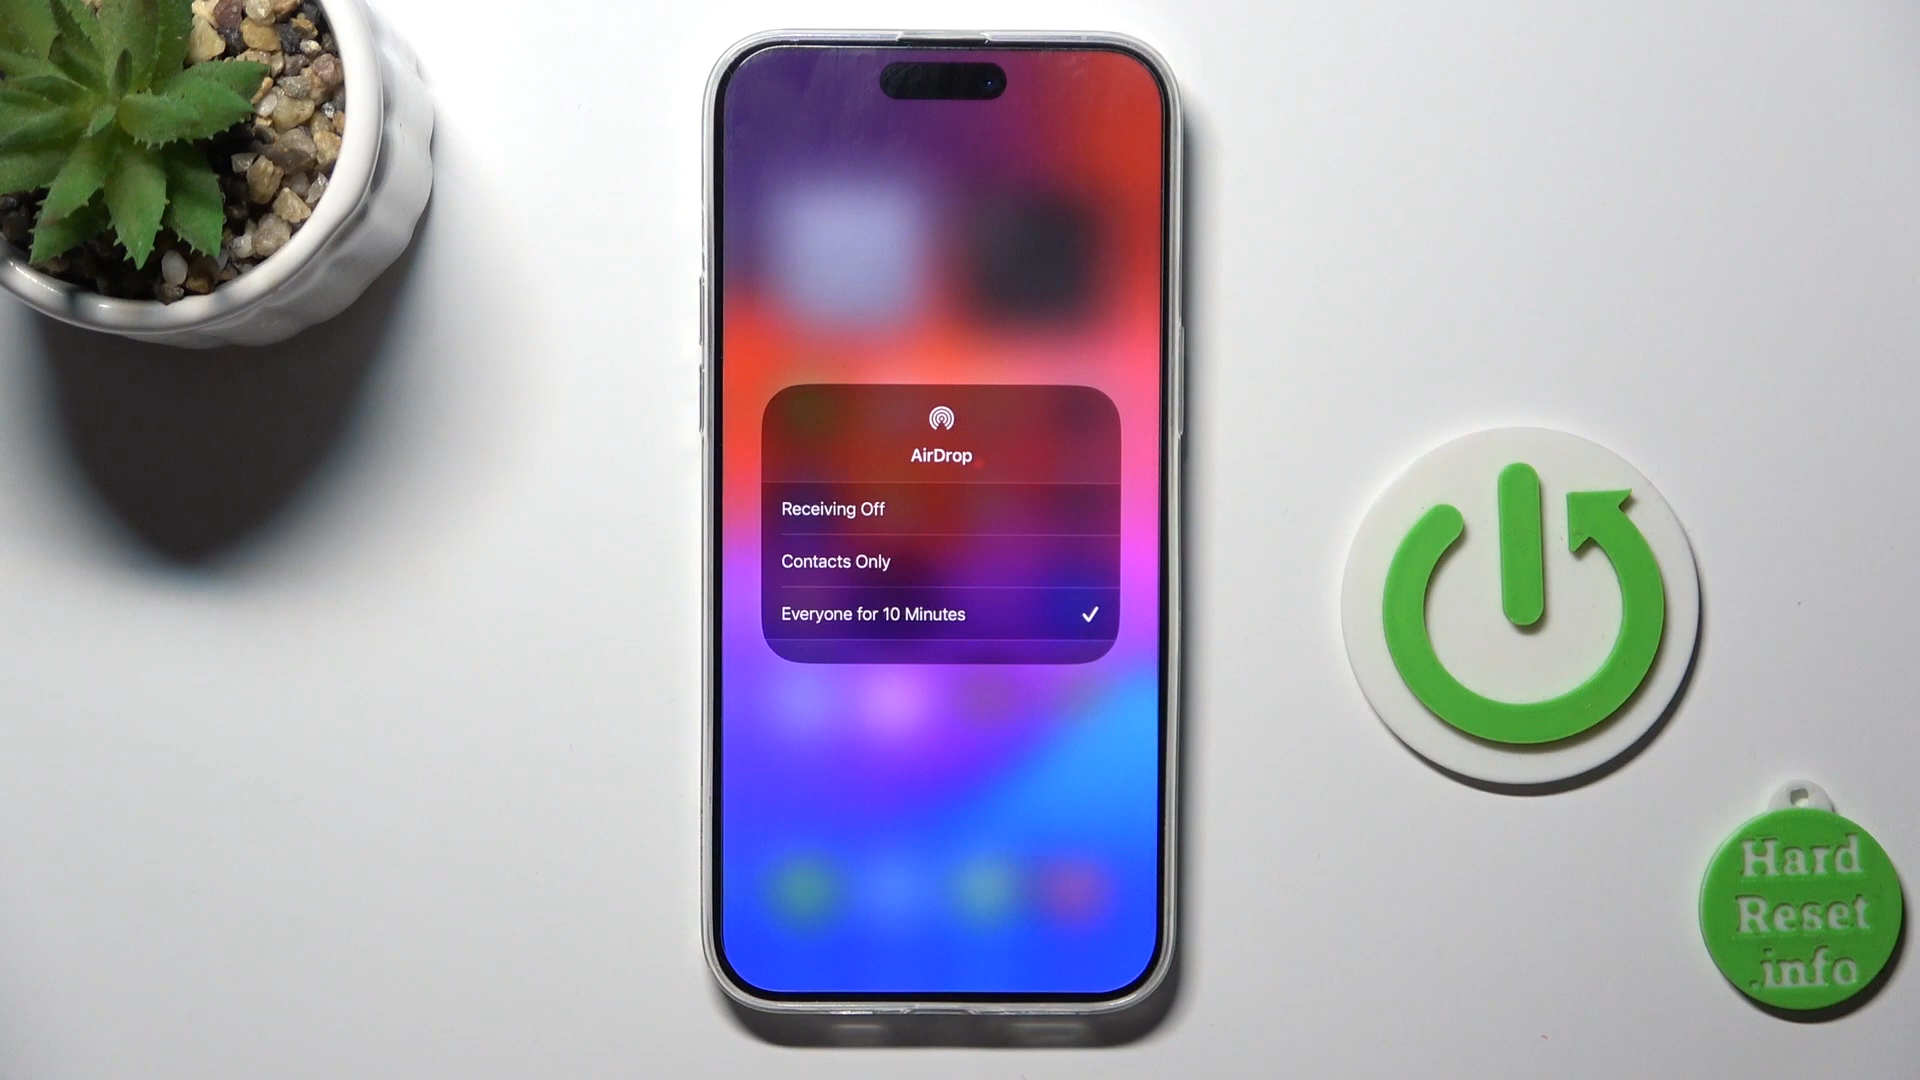 AirDrop
Receiving Off
Contacts Only
Everyone for 10 Minutes
Hard
Reset
.info